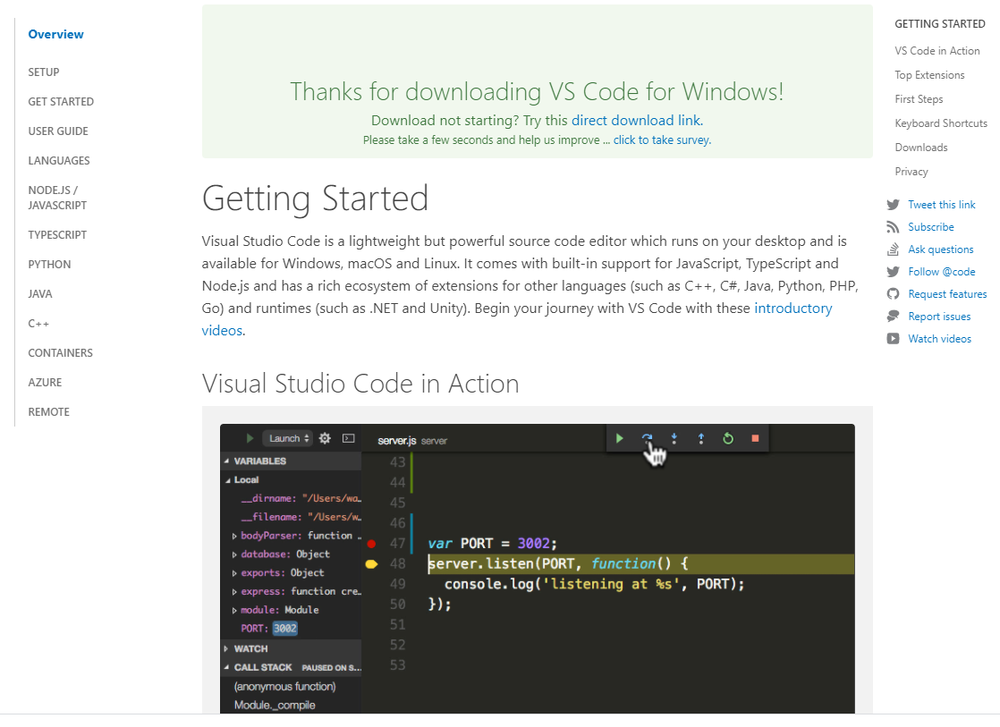 Overview
SETUP
GET STARTED
USER GUIDE
LANGUAGES
NODE.JS /
JAVASCRIPT
TYPESCRIPT
PYTHON
JAVA
C++
CONTAINERS
AZURE
REMOTE
Thanks for downloading VS Code for Windows!
Download not starting? Try this direct download link.
Please take a few seconds and help us improve ... click to take survey.
Getting Started
Visual Studio Code is a lightweight but powerful source code editor which runs on your desktop and is
available for Windows, macOS and Linux. It comes with built-in support for JavaScript, TypeScript and
Node.js and has a rich ecosystem of extensions for other languages (such as C++, C#, Java, Python, PHP,
Go) and runtimes (such as .NET and Unity). Begin your journey with VS Code with these introductory
videos.
Visual Studio Code in Action
Launch
VARIABLES
Local
__dirname: "/Users/wa…
__filename: "/Users/w…
bodyParser: function …
database: Object
exports: Object
express: function cre…
module: Module
PORT: 3002
WATCH
CALL STACK PAUSED ON S…
(anonymous function)
Module._compile
server.js server
43
44
45
46
47 var PORT = 3002;
48 server.listen(PORT, function() {
49 console.log('listening at %s', PORT);
50 });
51
52
53
GETTING STARTED
VS Code in Action
Top Extensions
First Steps
Keyboard Shortcuts
Downloads
Privacy
Tweet this link
Subscribe
Ask questions
Follow @code
Request features
Report issues
Watch videos